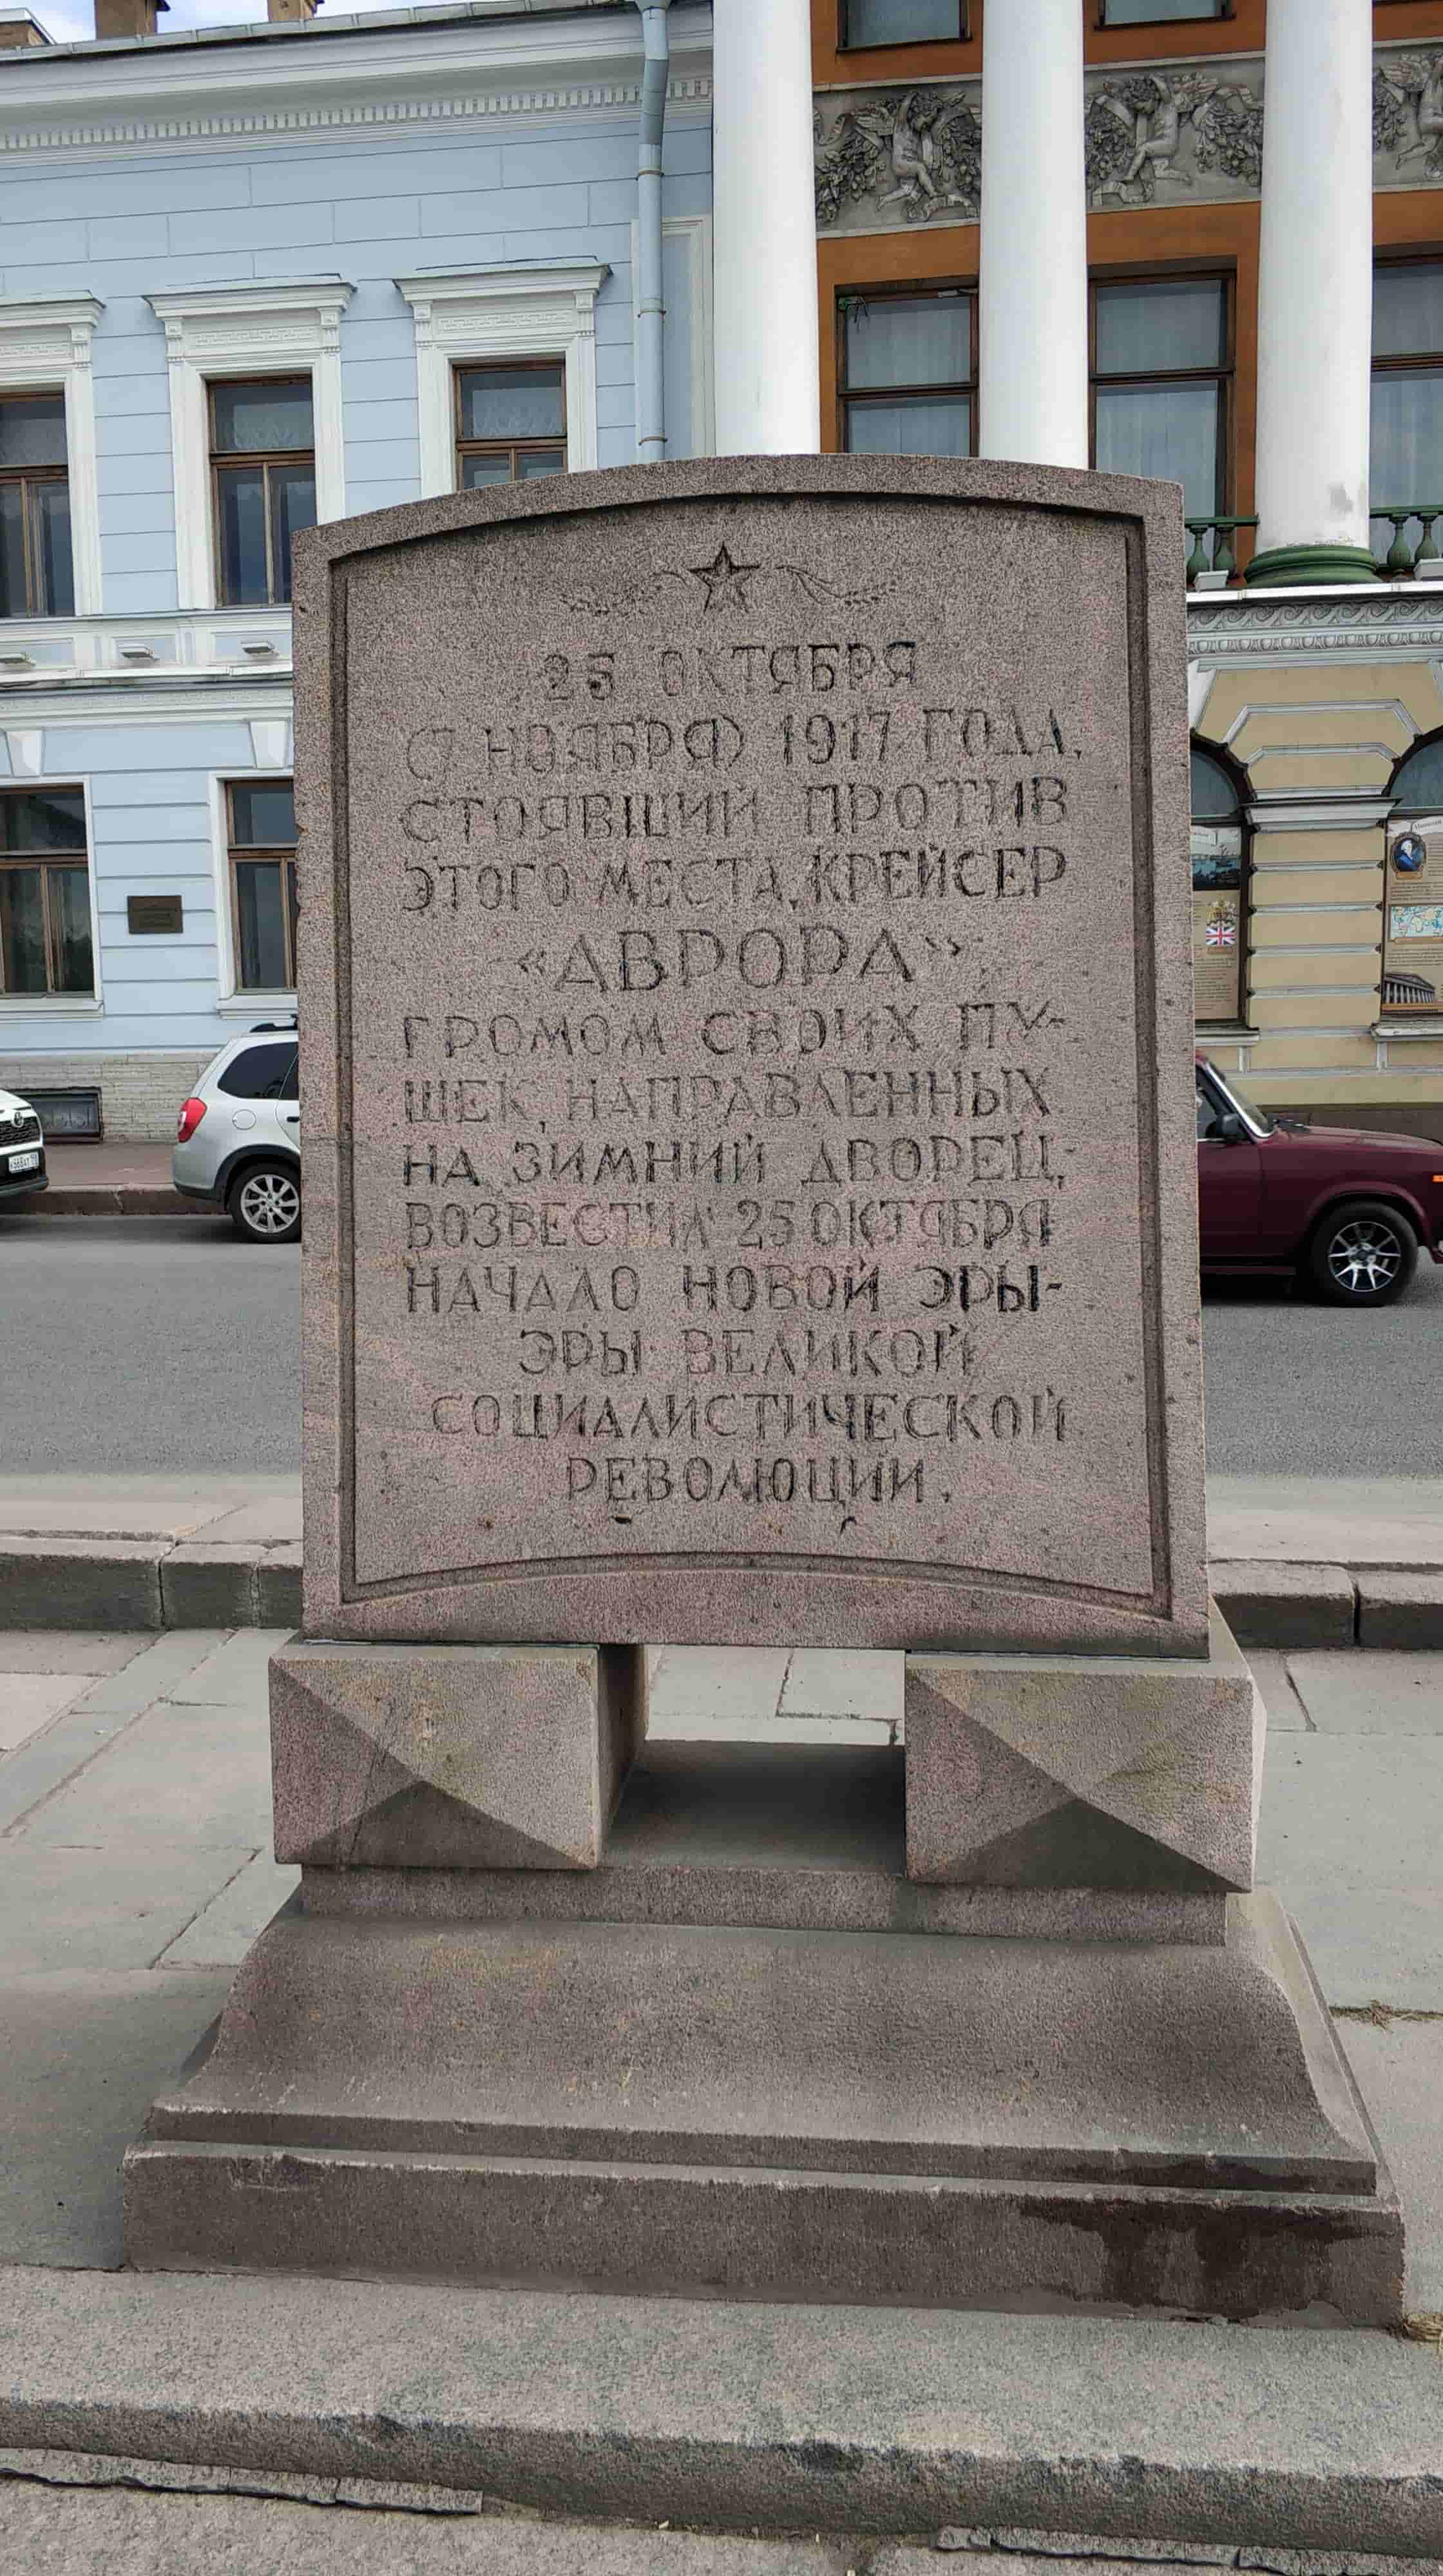 25 ОКТЯБРЯ
(7 НОЯБРЯ) 1917 ГОДА,
СТОЯВШИЙ ПРОТИВ
ЭТОГО МЕСТА, КРЕЙСЕР
«АВРОРА»
ГРОМОМ СВОИХ ПУ-
ШЕК, НАПРАВЛЕННЫХ
НА ЗИМНИЙ ДВОРЕЦ,
ВОЗВЕСТИЛ 25 ОКТЯБРЯ
НАЧАЛО НОВОЙ ЭРЫ-
ЭРЫ ВЕЛИКОЙ
СОЦИАЛИСТИЧЕСКОЙ
РЕВОЛЮЦИИ.